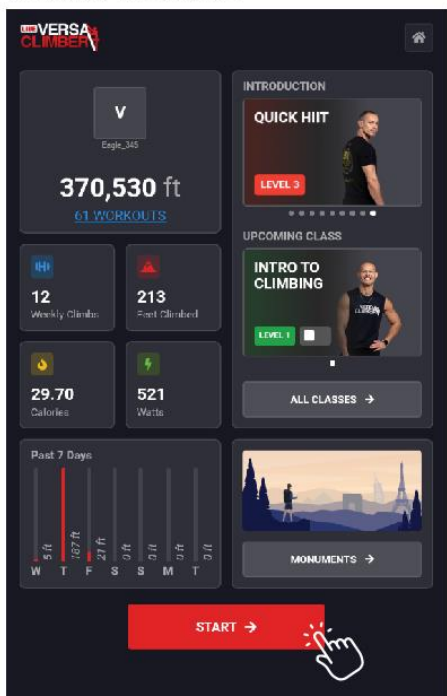 LIVE VERSA
CLIMBER
V
Eagle_345
370,530 ft
61 WORKOUTS
12
Weekly Climbs
213
Feet Climbed
29.70
Calories
521
Watts
Past 7 Days
5 ft
187 ft
21 ft
0 ft
0 ft
0 ft
0 ft
W T F S S M T
INTRODUCTION
QUICK HIIT
LEVEL 3
UPCOMING CLASS
INTRO TO
CLIMBING
LEVEL 1
ALL CLASSES →
MONUMENTS →
START →